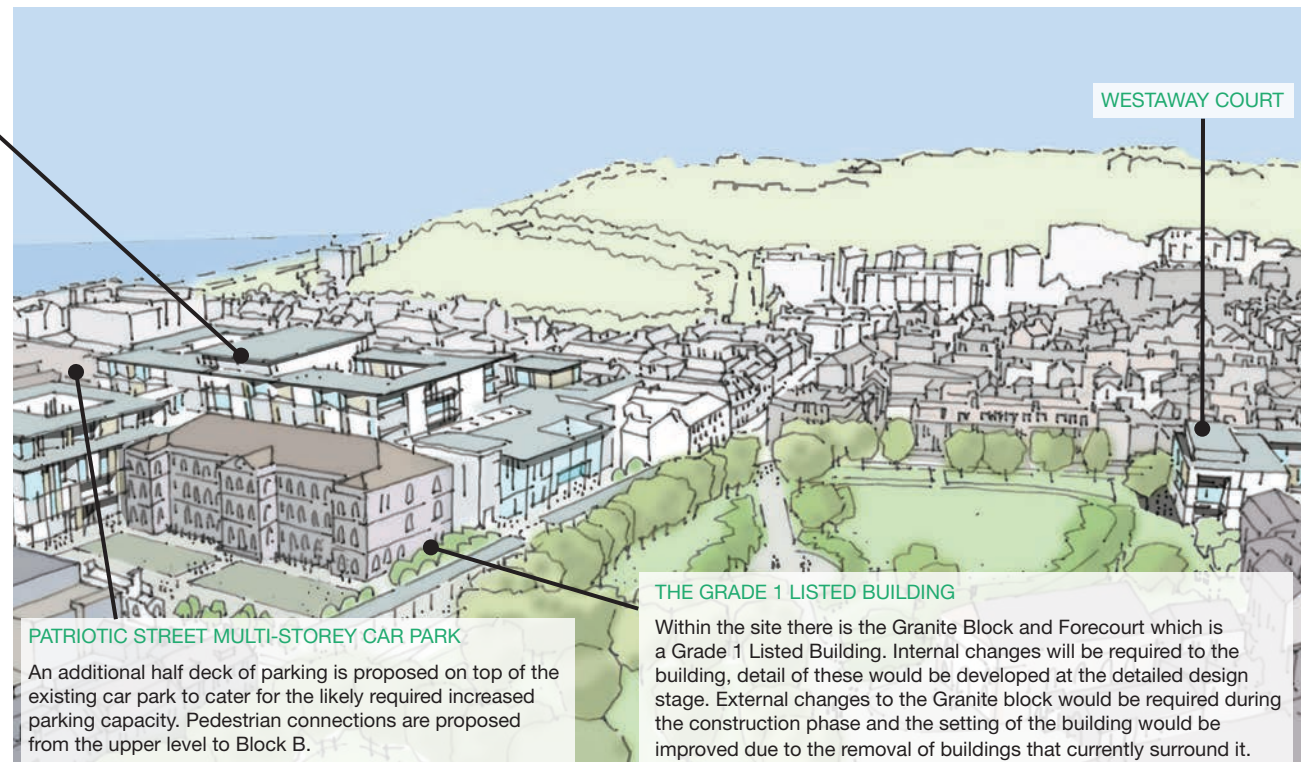 WESTAWAY COURT
PATRIOTIC STREET MULTI-STOREY CAR PARK
An additional half deck of parking is proposed on top of the
existing car park to cater for the likely required increased
parking capacity. Pedestrian connections are proposed
from the upper level to Block B.
THE GRADE 1 LISTED BUILDING
Within the site there is the Granite Block and Forecourt which is
a Grade 1 Listed Building. Internal changes will be required to the
building, detail of these would be developed at the detailed design
stage. External changes to the Granite block would be required during
the construction phase and the setting of the building would be
improved due to the removal of buildings that currently surround it.